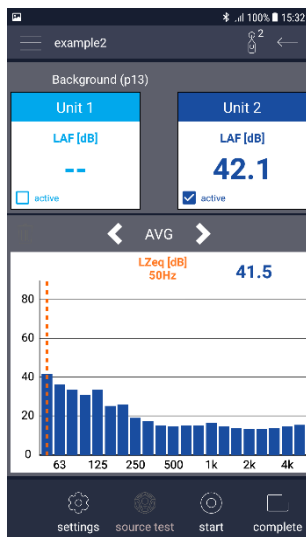 100% 15:32
example2
2
Background (p13)
Unit 1
Unit 2
LAF [dB]
LAF [dB]
--
42.1
active
active
AVG
LZeq [dB]
50Hz
41.5
80
60
40
20
0
63 125 250 500 1k 2k 4k
settings source test start complete